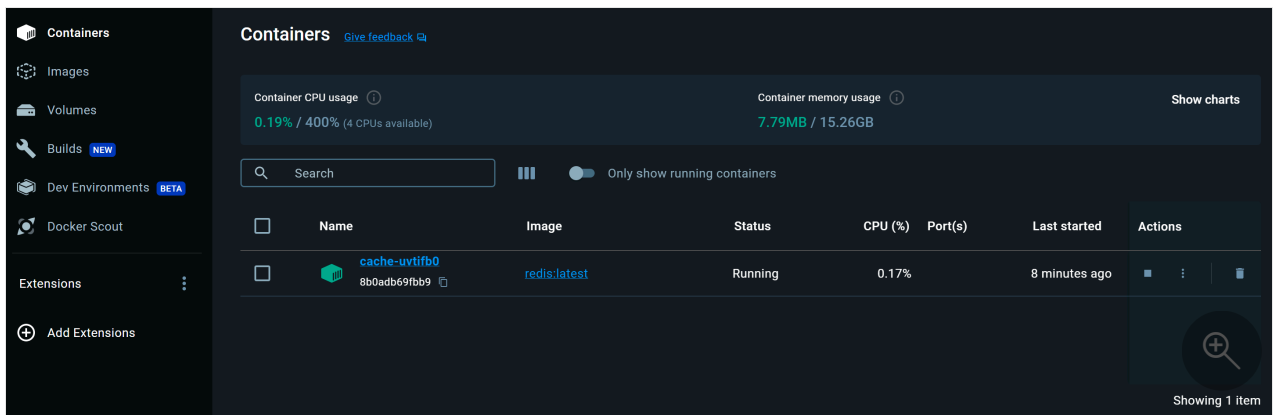 Containers
Images
Volumes
Builds NEW
Dev Environments BETA
Docker Scout
Extensions
Add Extensions
Containers Give feedback
Container CPU usage
0.19% / 400% (4 CPUs available)
Container memory usage
7.79MB / 15.26GB
Show charts
Search
Only show running containers
Name Image Status CPU (%) Port(s) Last started Actions
cache-uvtifb0
8b0adb69fbb9
redis:latest Running 0.17% 8 minutes ago
Showing 1 item